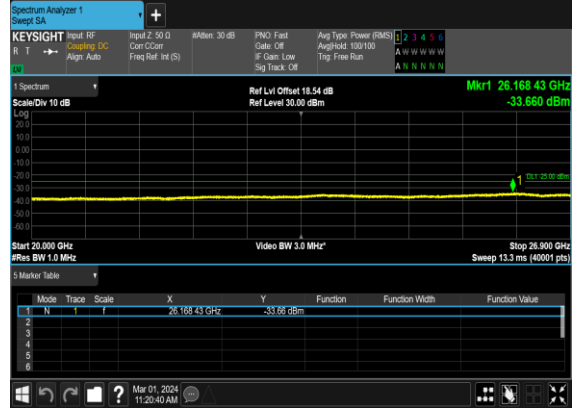 Spectrum Analyzer 1
Swept SA
+
KEYSIGHT
R T
Input: RF
Coupling: DC
Align: Auto
Input Z: 50 Ω
Corr CCorr
Freq Ref: Int (S)
#Atten: 30 dB
PNO: Fast
Gate: Off
IF Gain: Low
Sig Track: Off
Avg Type: Power (RMS)
Avg|Hold: 100/100
Trig: Free Run
1 2 3 4 5 6
A W W W W W
A N N N N N
1 Spectrum
Scale/Div 10 dB
Ref Lvl Offset 18.54 dB
Ref Level 30.00 dBm
Mkr1 26.168 43 GHz
-33.660 dBm
Log
20.0
10.0
0.00
-10.0
-20.0
-30.0
-40.0
-50.0
-60.0
1
DL1 -25.00 dBm
Start 20.000 GHz
#Res BW 1.0 MHz
Video BW 3.0 MHz*
Stop 26.900 GHz
Sweep 13.3 ms (40001 pts)
5 Marker Table
Mode Trace Scale X Y Function Function Width Function Value
1 N 1 f 26.168 43 GHz -33.66 dBm
2
3
4
5
6
?
Mar 01, 2024
11:20:40 AM